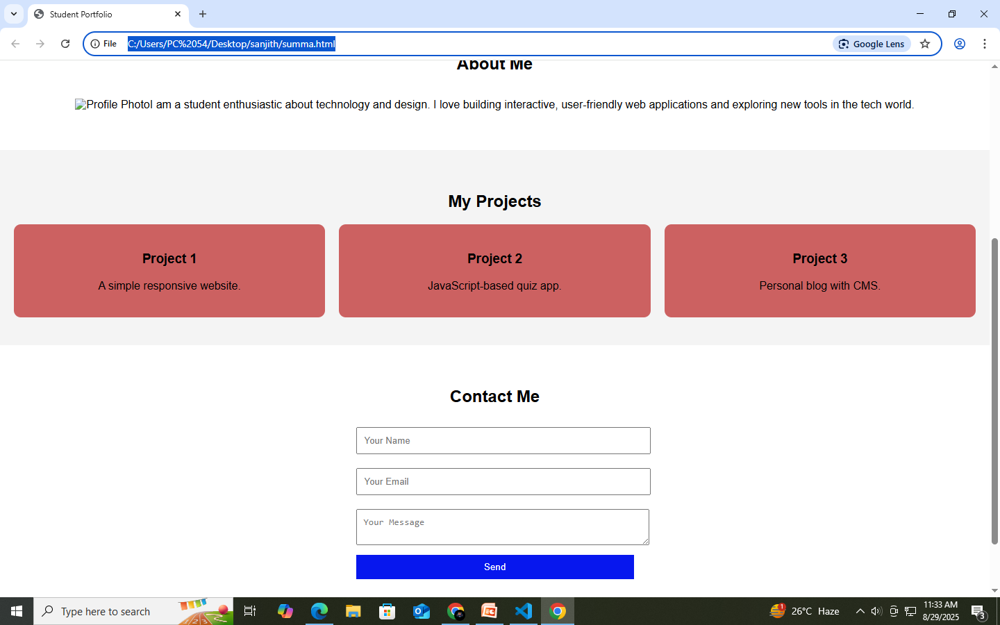 Student Portfolio
File
C:/Users/PC%2054/Desktop/sanjith/summa.html
Google Lens
About Me
Profile PhotoI am a student enthusiastic about technology and design. I love building interactive, user-friendly web applications and exploring new tools in the tech world.
My Projects
Project 1
A simple responsive website.
Project 2
JavaScript-based quiz app.
Project 3
Personal blog with CMS.
Contact Me
Your Name
Your Email
Your Message
Send
Type here to search
1
26°C Haze
11:33 AM
8/29/2025
3